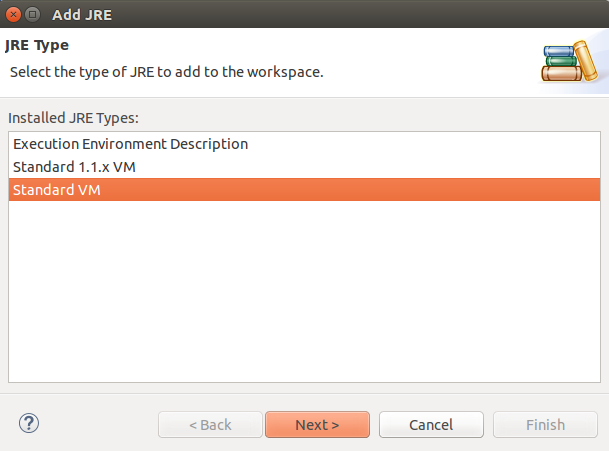 Add JRE
JRE Type
Select the type of JRE to add to the workspace.
Installed JRE Types:
Execution Environment Description
Standard 1.1.x VM
Standard VM
?
< Back
Next >
Cancel
Finish